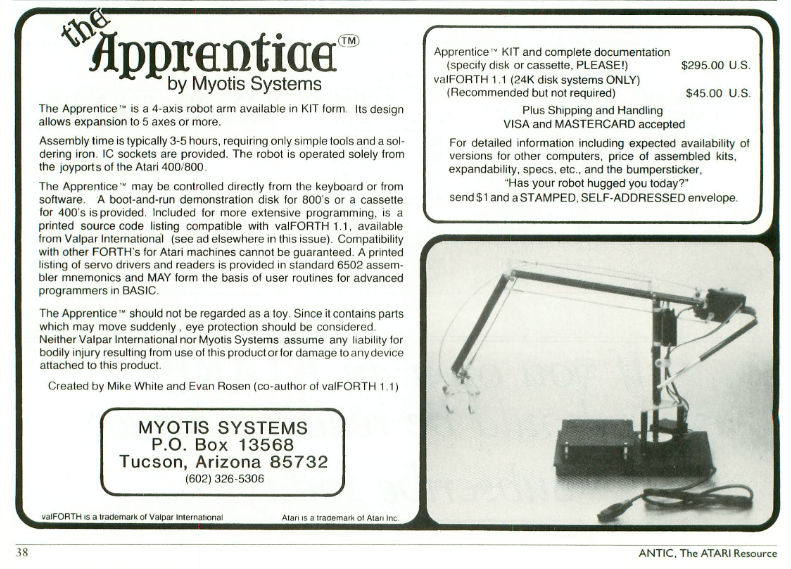 the
Apprentice™
by Myotis Systems
The Apprentice™ is a 4-axis robot arm available in KIT form. Its design
allows expansion to 5 axes or more.
Assembly time is typically 3-5 hours, requiring only simple tools and a sol-
dering iron. IC sockets are provided. The robot is operated solely from
the joyports of the Atari 400/800.
The Apprentice™ may be controlled directly from the keyboard or from
software. A boot-and-run demonstration disk for 800's or a cassette
for 400's is provided. Included for more extensive programming, is a
printed source code listing compatible with valFORTH 1.1, available
from Valpar International (see ad elsewhere in this issue). Compatibility
with other FORTH's for Atari machines cannot be guaranteed. A printed
listing of servo drivers and readers is provided in standard 6502 assem-
bler mnemonics and MAY form the basis of user routines for advanced
programmers in BASIC.
The Apprentice™ should not be regarded as a toy. Since it contains parts
which may move suddenly, eye protection should be considered.
Neither Valpar International nor Myotis Systems assume any liability for
bodily injury resulting from use of this product or for damage to any device
attached to this product.
Created by Mike White and Evan Rosen (co-author of valFORTH 1.1)
MYOTIS SYSTEMS
P.O. Box 13568
Tucson, Arizona 85732
(602) 326-5306
valFORTH is a trademark of Valpar International Atari is a trademark of Atari Inc.
Apprentice™ KIT and complete documentation
(specify disk or cassette, PLEASE!) $295.00 U.S.
valFORTH 1.1 (24K disk systems ONLY)
(Recommended but not required) $45.00 U.S.
Plus Shipping and Handling
VISA and MASTERCARD accepted
For detailed information including expected availability of
versions for other computers, price of assembled kits,
expandability, specs, etc., and the bumpersticker,
"Has your robot hugged you today?"
send $1 and a STAMPED, SELF-ADDRESSED envelope.
38 ANTIC, The ATARI Resource